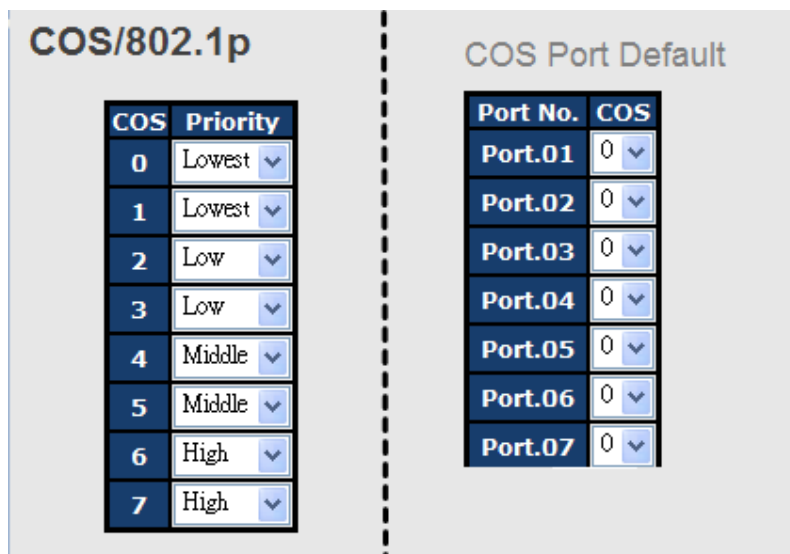 COS/802.1p
COS Priority
0 Lowest
1 Lowest
2 Low
3 Low
4 Middle
5 Middle
6 High
7 High
COS Port Default
Port No. COS
Port.01 0
Port.02 0
Port.03 0
Port.04 0
Port.05 0
Port.06 0
Port.07 0